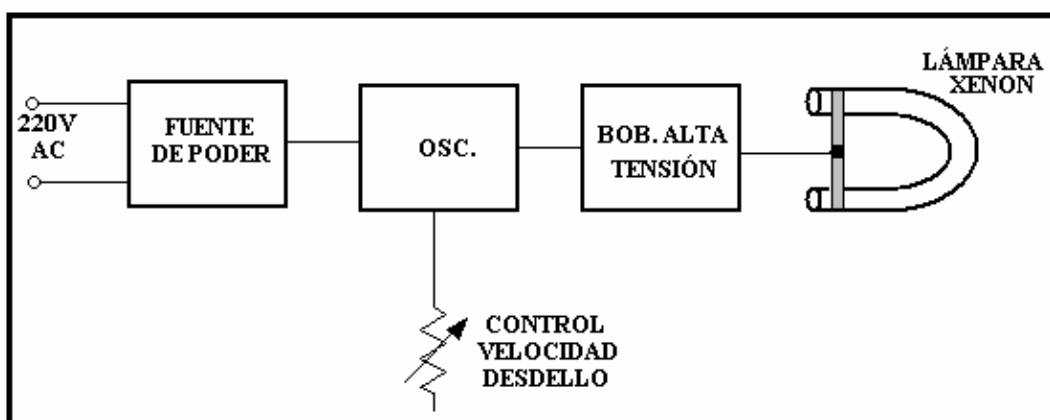 220V
AC
FUENTE
DE PODER
OSC.
BOB. ALTA
TENSIÓN
LÁMPARA
XENON
CONTROL
VELOCIDAD
DESDELLO